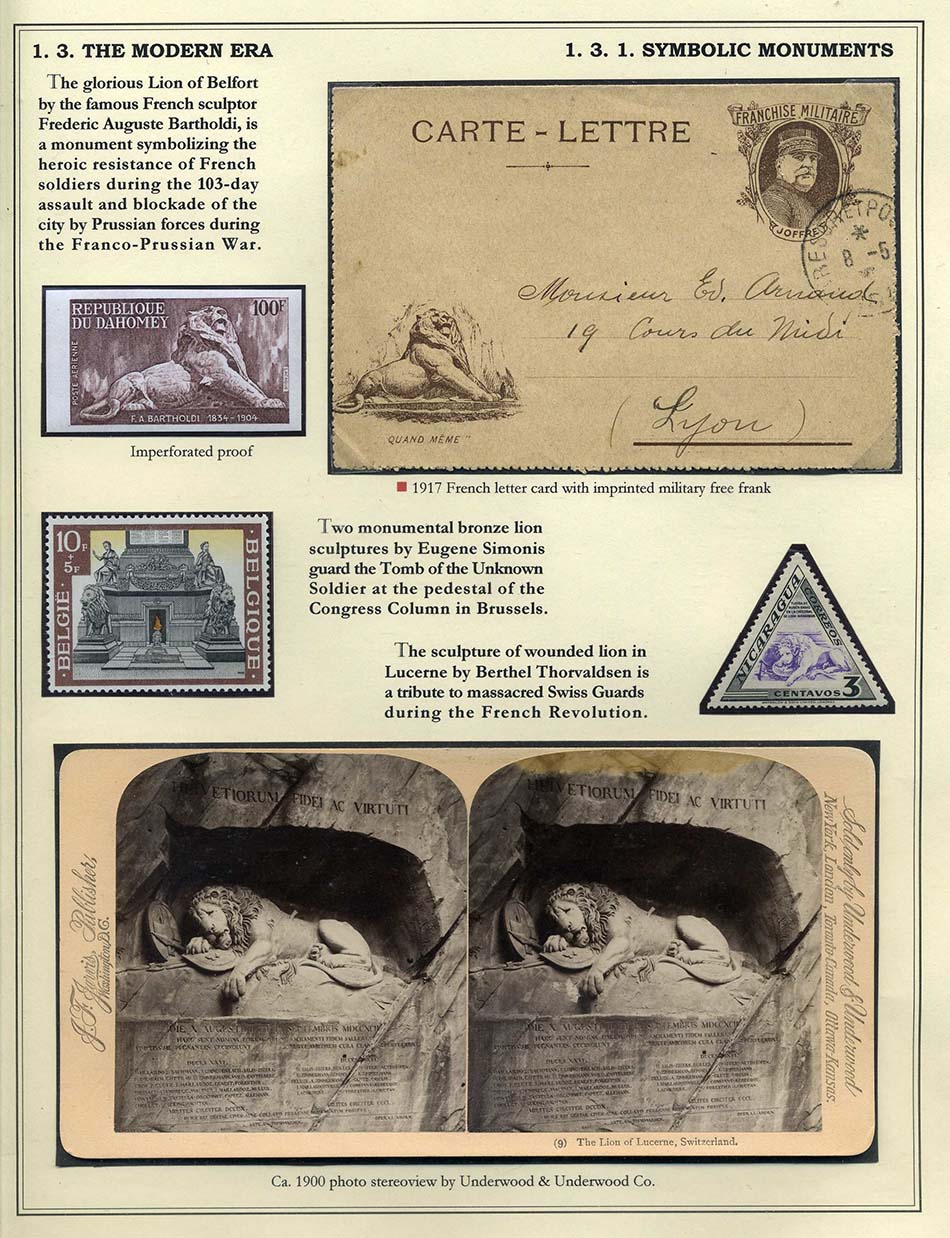 1. 3. THE MODERN ERA
1. 3. 1. SYMBOLIC MONUMENTS
The glorious Lion of Belfort
by the famous French sculptor
Frederic Auguste Bartholdi, is
a monument symbolizing the
heroic resistance of French
soldiers during the 103-day
assault and blockade of the
city by Prussian forces during
the Franco-Prussian War.
CARTE - LETTRE
FRANCHISE MILITAIRE
JOFFRE
8 -5
Monsieur Ed. Arnaud
19 Cours du Midi
(Lyon)
"QUAND MÊME"
REPUBLIQUE
DU DAHOMEY
100F
POSTE AERIENNE
F. A. BARTHOLDI 1834-1904
Imperforated proof
1917 French letter card with imprinted military free frank
10F
+
5F
BELGIË · BELGIQUE
Two monumental bronze lion
sculptures by Eugene Simonis
guard the Tomb of the Unknown
Soldier at the pedestal of the
Congress Column in Brussels.
NICARAGUA
CORREOS
CENTAVOS 3
The sculpture of wounded lion in
Lucerne by Berthel Thorvaldsen is
a tribute to massacred Swiss Guards
during the French Revolution.
J. F. Jarvis, Publisher,
Washington, D.C.
HELVETIORUM FIDEI AC VIRTUTI
HELVETIORUM FIDEI AC VIRTUTI
Sold only by Underwood & Underwood
New York, London, Toronto-Canada, Ottawa-Kansas.
(9) The Lion of Lucerne, Switzerland.
Ca. 1900 photo stereoview by Underwood & Underwood Co.